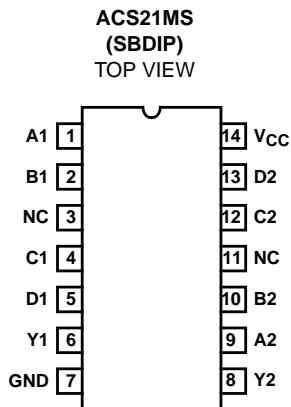 ACS21MS
(SBDIP)
TOP VIEW
A1 1 14 VCC
B1 2 13 D2
NC 3 12 C2
C1 4 11 NC
D1 5 10 B2
Y1 6 9 A2
GND 7 8 Y2